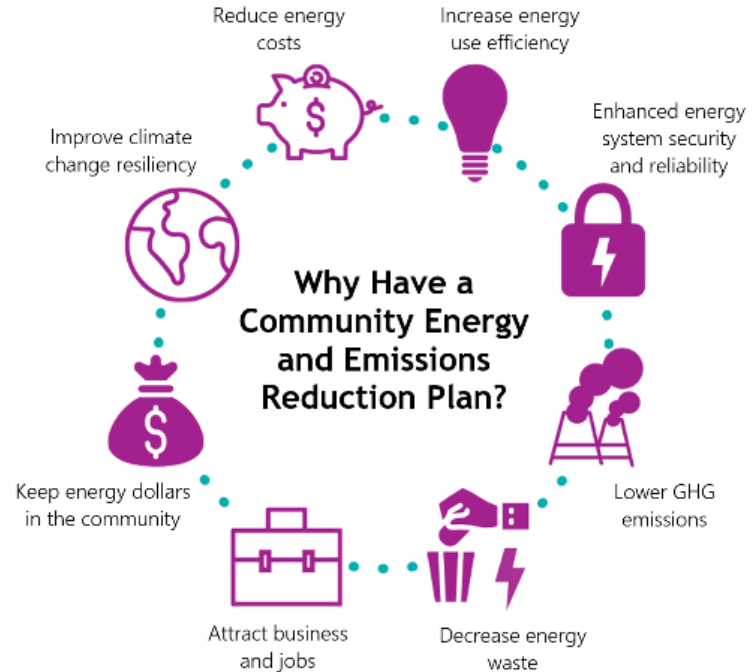 Reduce energy
costs
Increase energy
use efficiency
Enhanced energy
system security
and reliability
Improve climate
change resiliency
$
Why Have a
Community Energy
and Emissions
Reduction Plan?
$
Keep energy dollars
in the community
Lower GHG
emissions
Attract business
and jobs
Decrease energy
waste